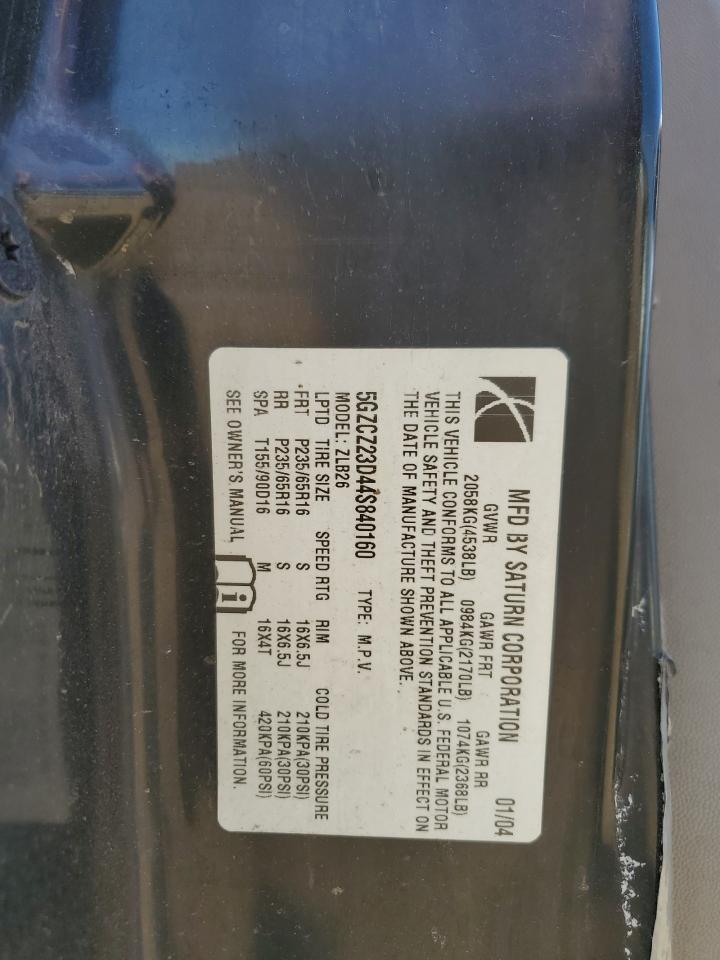 MFD BY SATURN CORPORATION 01/04
GVWR GAWR FRT GAWR RR
2058KG(4538LB) 0984KG(2170LB) 1074KG(2368LB)
THIS VEHICLE CONFORMS TO ALL APPLICABLE U.S. FEDERAL MOTOR
VEHICLE SAFETY AND THEFT PREVENTION STANDARDS IN EFFECT ON
THE DATE OF MANUFACTURE SHOWN ABOVE.
5GZCZ23D44S840160 TYPE: M.P.V.
MODEL: ZLB26
LPTD TIRE SIZE SPEED RTG RIM COLD TIRE PRESSURE
FRT P235/65R16 S 16X6.5J 210KPA(30PSI)
RR P235/65R16 S 16X6.5J 210KPA(30PSI)
SPA T155/90D16 M 16X4T 420KPA(60PSI)
SEE OWNER'S MANUAL i FOR MORE INFORMATION.